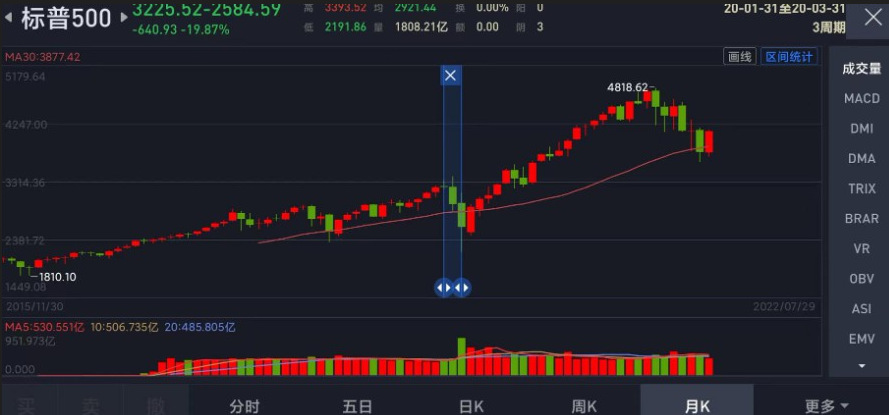 标普500
3225.52-2584.59
-640.93 -19.87%
高 3393.52 均 2921.44 换 0.00% 阳 0
低 2191.86 额 1808.21亿 额 0.00 阴 3
20-01-31至20-03-31
3周期
MA30:3877.42
画线
区间统计
5179.64
4818.62
4247.00
3314.36
2381.72
1810.10
1449.08
2015/11/30
2022/07/29
MA5:530.551亿 10:506.735亿 20:485.805亿
951.973亿
0.000
成交量
MACD
DMI
DMA
TRIX
BRAR
VR
OBV
ASI
EMV
买 卖 撤 分时 五日 日K 周K 月K 更多